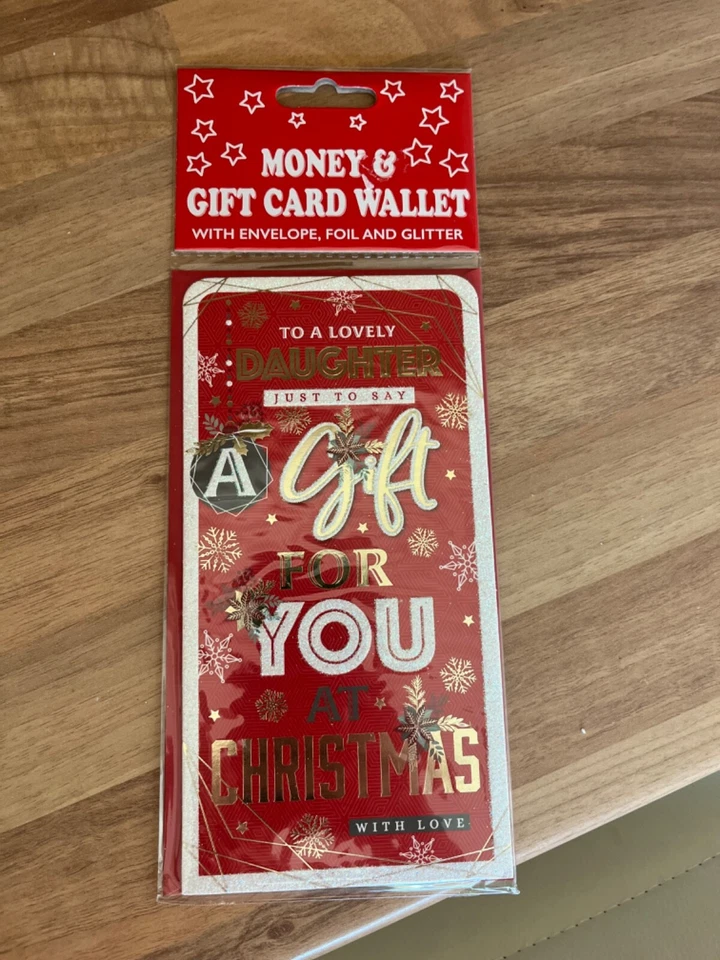 MONEY &
GIFT CARD WALLET
WITH ENVELOPE, FOIL AND GLITTER
TO A LOVELY
DAUGHTER
JUST TO SAY
A Gift
FOR
YOU
AT
CHRISTMAS
WITH LOVE